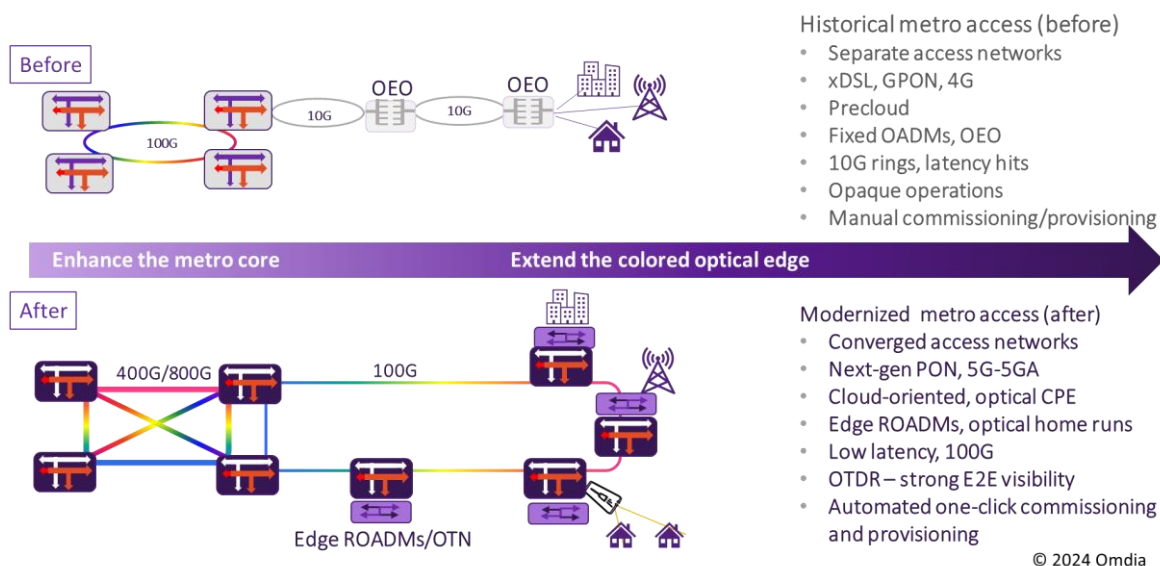 Historical metro access (before)
Before
• Separate access networks
• xDSL, GPON, 4G
• Precloud
• Fixed OADMs, OEO
• 10G rings, latency hits
• Opaque operations
• Manual commissioning/provisioning
OEO
OEO
10G
10G
100G
Enhance the metro core
Extend the colored optical edge
After
Modernized metro access (after)
• Converged access networks
• Next-gen PON, 5G-5GA
• Cloud-oriented, optical CPE
• Edge ROADMs, optical home runs
• Low latency, 100G
• OTDR – strong E2E visibility
• Automated one-click commissioning
and provisioning
400G/800G
100G
Edge ROADMs/OTN
© 2024 Omdia